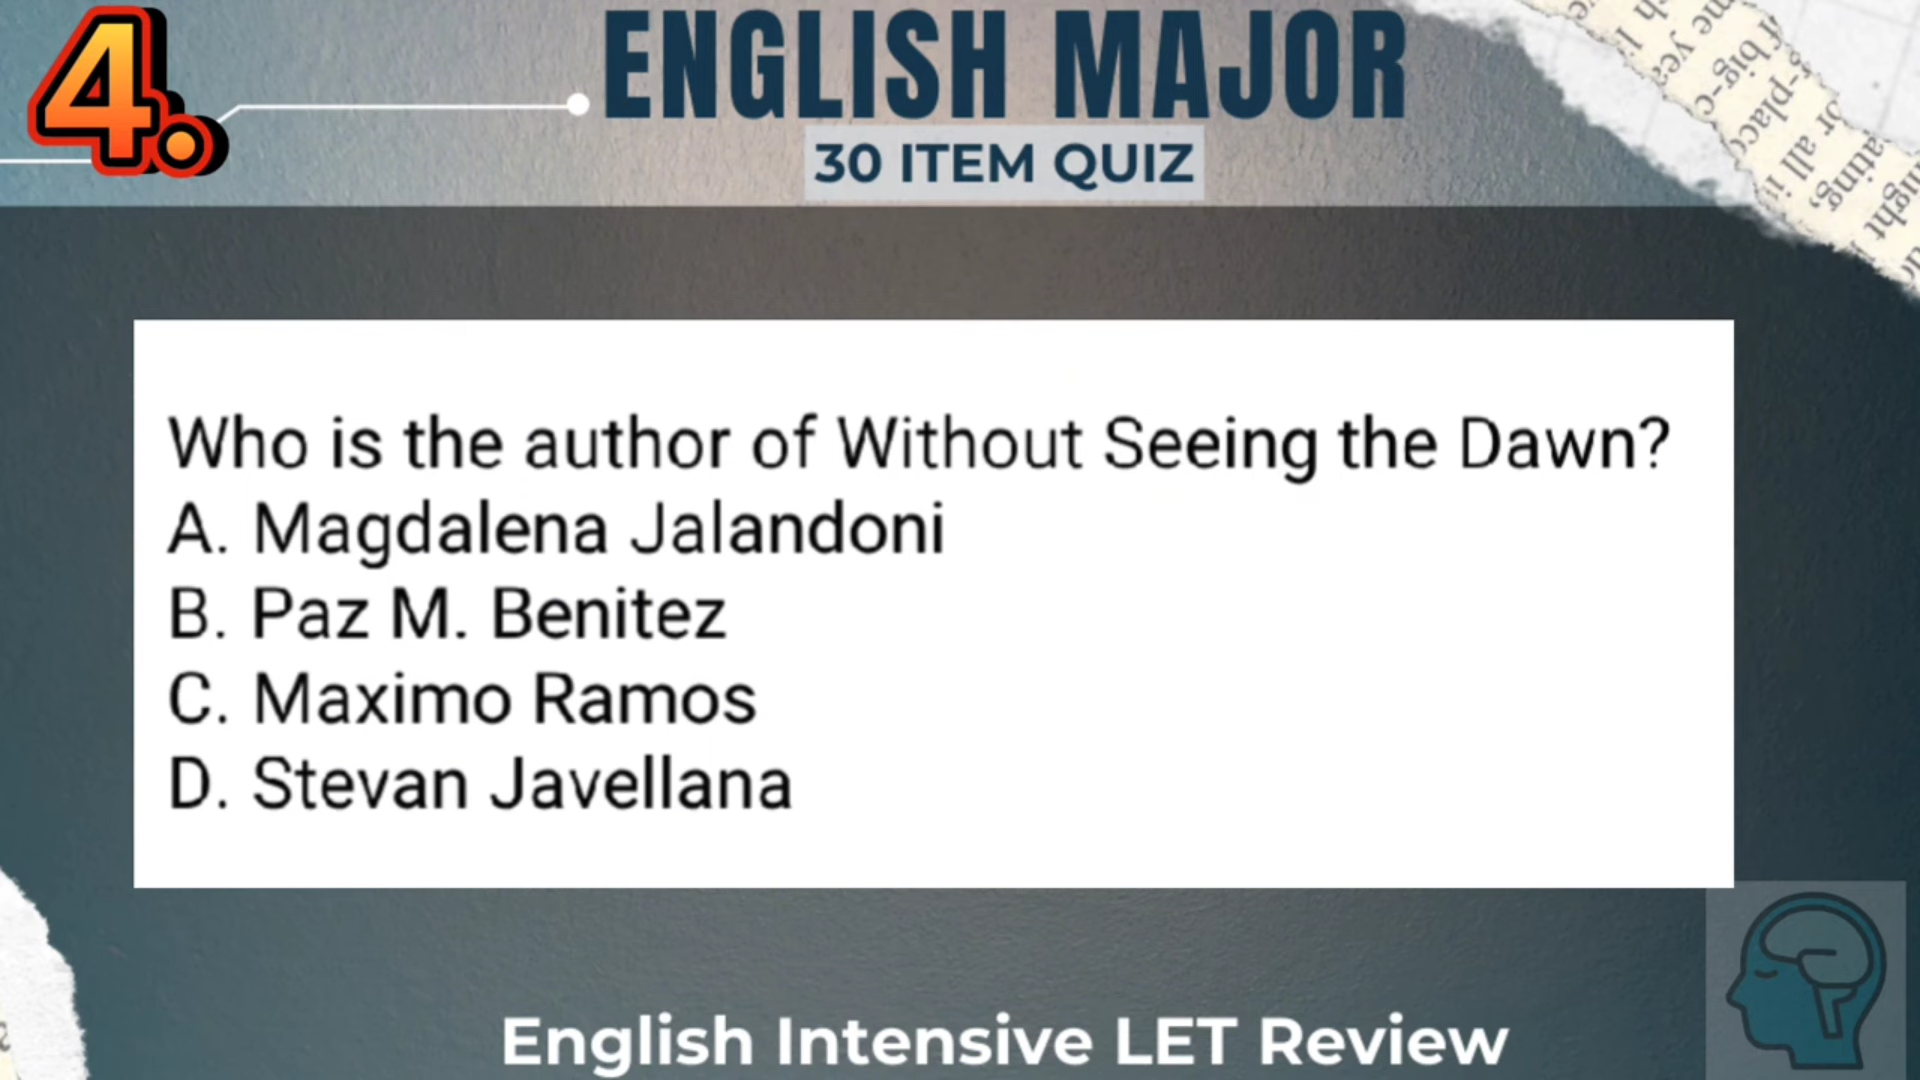 4.
ENGLISH MAJOR
30 ITEM QUIZ
Who is the author of Without Seeing the Dawn?
A. Magdalena Jalandoni
B. Paz M. Benitez
C. Maximo Ramos
D. Stevan Javellana
English Intensive LET Review